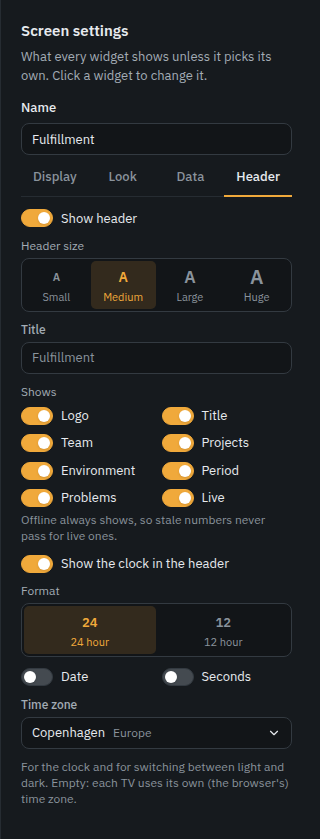 Screen settings
What every widget shows unless it picks its
own. Click a widget to change it.
Name
Fulfillment
Display Look Data Header
Show header
Header size
A A A A
Small Medium Large Huge
Title
Fulfillment
Shows
Logo Title
Team Projects
Environment Period
Problems Live
Offline always shows, so stale numbers never
pass for live ones.
Show the clock in the header
Format
24 12
24 hour 12 hour
Date Seconds
Time zone
Copenhagen Europe
For the clock and for switching between light and
dark. Empty: each TV uses its own (the browser's)
time zone.